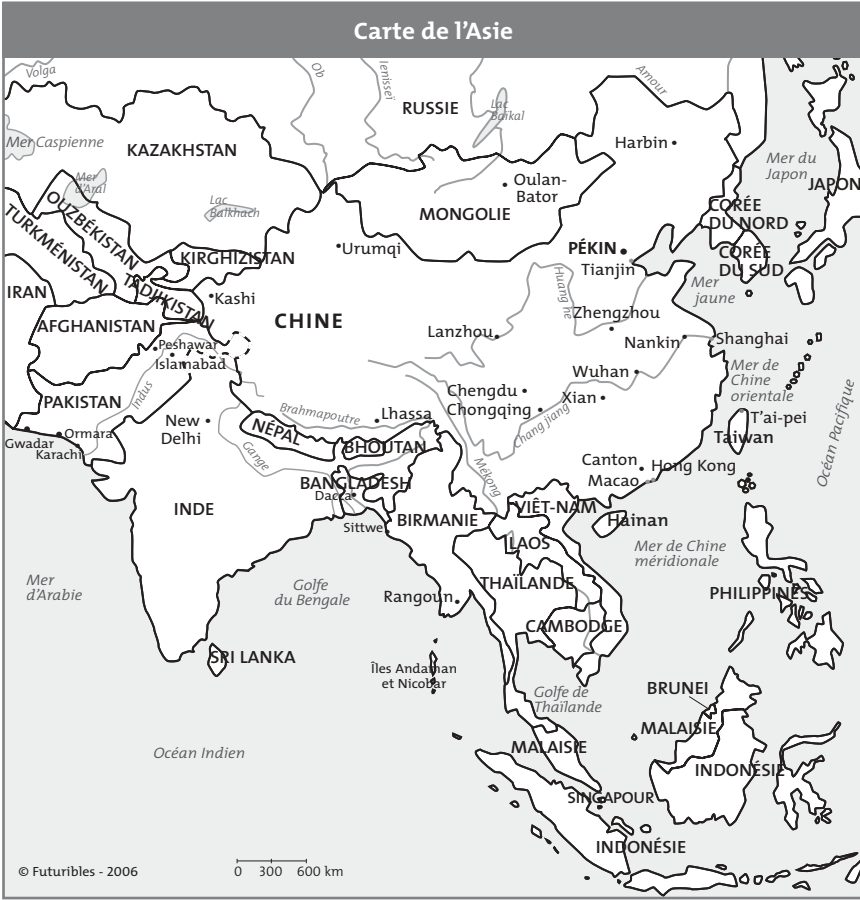 Carte de l'Asie
Volga
Ob
Ienisseï
RUSSIE
Lac
Baïkal
Amour
Mer Caspienne
KAZAKHSTAN
Harbin
Mer du
Japon
JAPON
Mer
d'Aral
Lac
Balkhach
Oulan-
Bator
MONGOLIE
OUZBÉKISTAN
TURKMÉNISTAN
CORÉE
DU NORD
KIRGHIZISTAN
Urumqi
PÉKIN
Tianjin
CORÉE
DU SUD
IRAN
TADJIKISTAN
Kashi
CHINE
Huang he
Mer
jaune
AFGHANISTAN
Zhengzhou
Lanzhou
Nankin
Shanghai
Peshawar
Islamabad
Wuhan
Mer de
Chine
orientale
PAKISTAN
Indus
Chengdu
Xian
Chongqing
Chang jiang
Océan Pacifique
Brahmapoutre
Lhassa
New
Delhi
NÉPAL
T'ai-pei
Taiwan
Gwadar
Ormara
Karachi
Gange
BHOUTAN
Mékong
Canton
Hong Kong
Macao
BANGLADESH
Dacca
INDE
Sittwe
BIRMANIE
VIÊT-NAM
Hainan
LAOS
Mer de Chine
méridionale
Mer
d'Arabie
Golfe
du Bengale
Rangoun
THAÏLANDE
PHILIPPINES
CAMBODGE
SRI LANKA
Îles Andaman
et Nicobar
Golfe de
Thaïlande
BRUNEI
MALAISIE
Océan Indien
MALAISIE
INDONÉSIE
SINGAPOUR
INDONÉSIE
© Futuribles - 2006
0 300 600 km